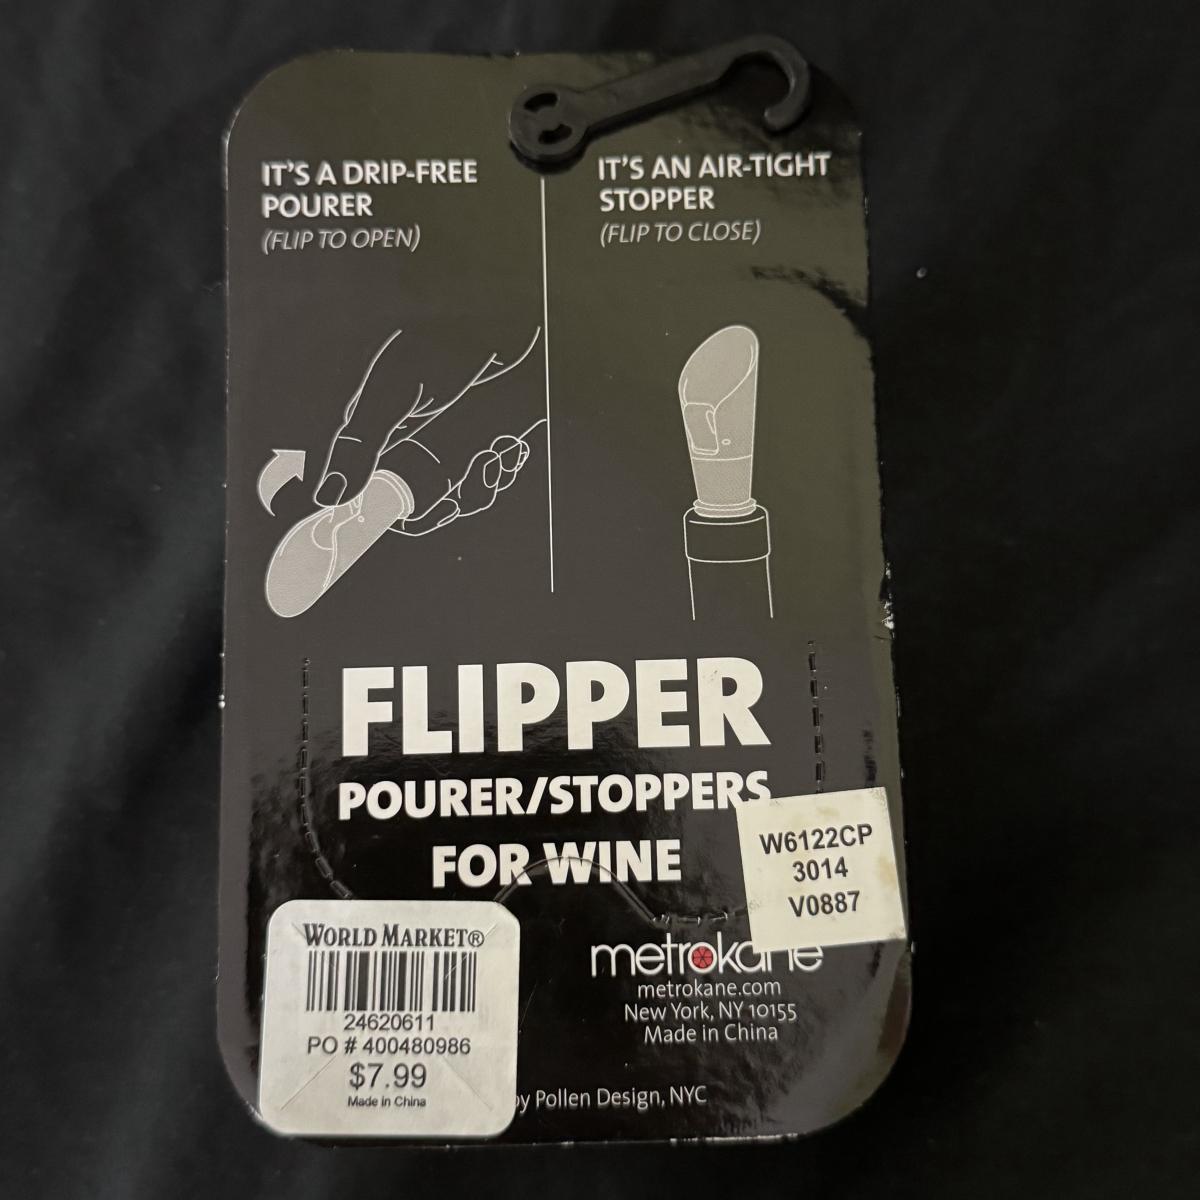 IT'S A DRIP-FREE
POURER
(FLIP TO OPEN)
IT'S AN AIR-TIGHT
STOPPER
(FLIP TO CLOSE)
FLIPPER
POURER/STOPPERS
FOR WINE
W6122CP
3014
V0887
WORLD MARKET®
24620611
PO # 400480986
$7.99
Made in China
metrokane
metrokane.com
New York, NY 10155
Made in China
by Pollen Design, NYC